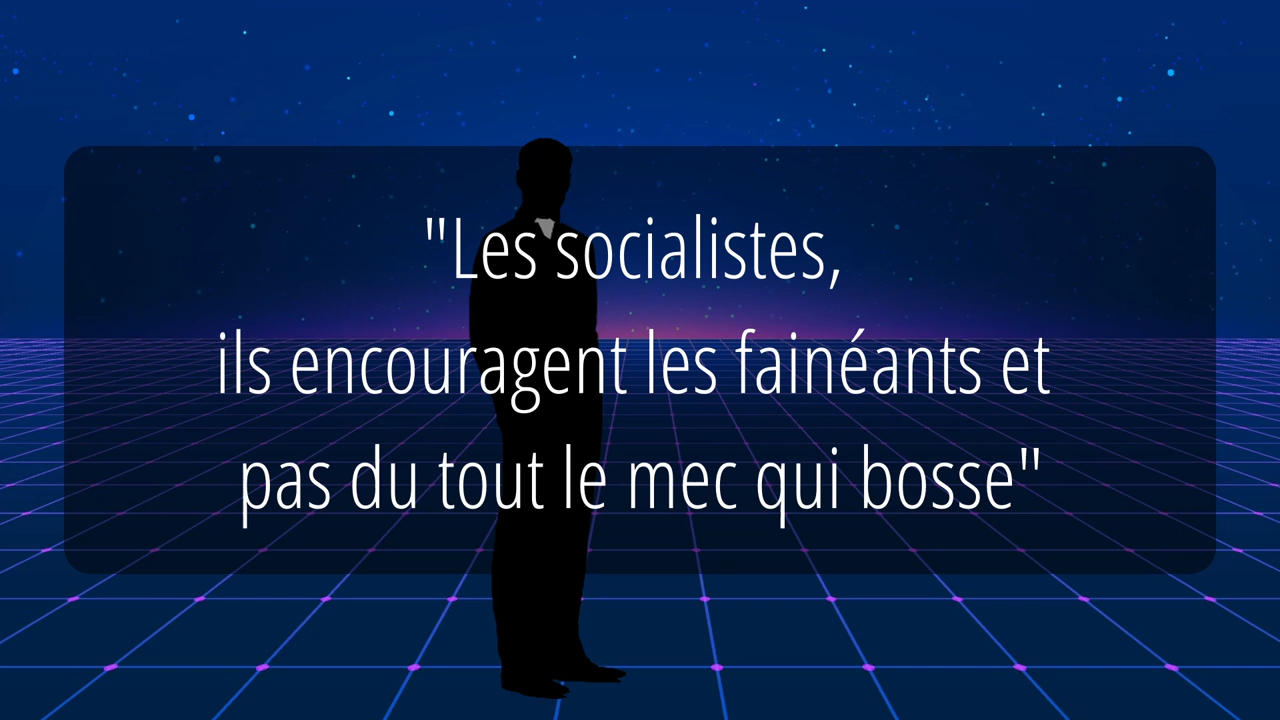 "Les socialistes,
ils encouragent les fainéants et
pas du tout le mec qui bosse"